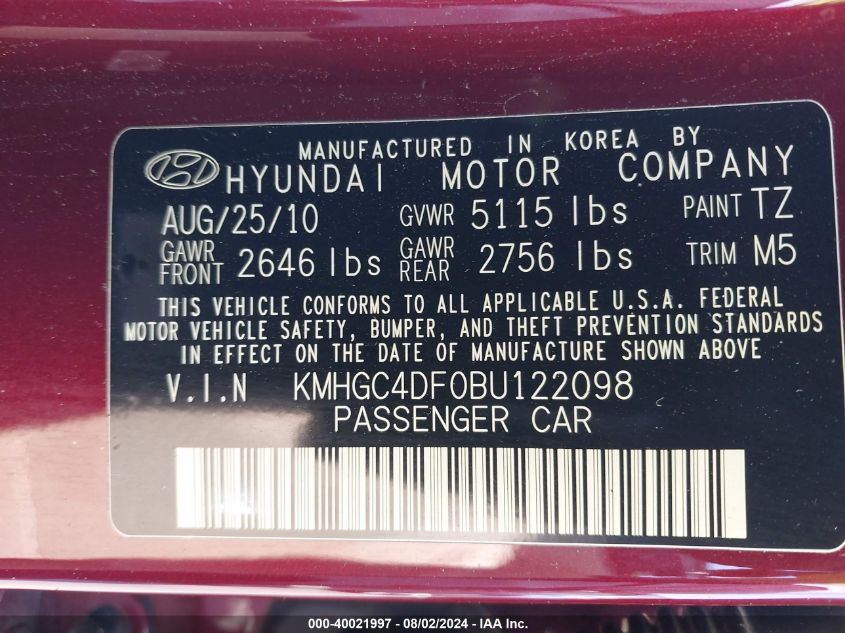 MANUFACTURED IN KOREA BY
HYUNDAI MOTOR COMPANY
AUG/25/10 GVWR 5115 lbs PAINT TZ
GAWR FRONT 2646 lbs GAWR REAR 2756 lbs TRIM M5
THIS VEHICLE CONFORMS TO ALL APPLICABLE U.S.A. FEDERAL
MOTOR VEHICLE SAFETY, BUMPER, AND THEFT PREVENTION STANDARDS
IN EFFECT ON THE DATE OF MANUFACTURE SHOWN ABOVE
V.I.N KMHGC4DF0BU122098
PASSENGER CAR
000-40021997 - 08/02/2024 - IAA Inc.